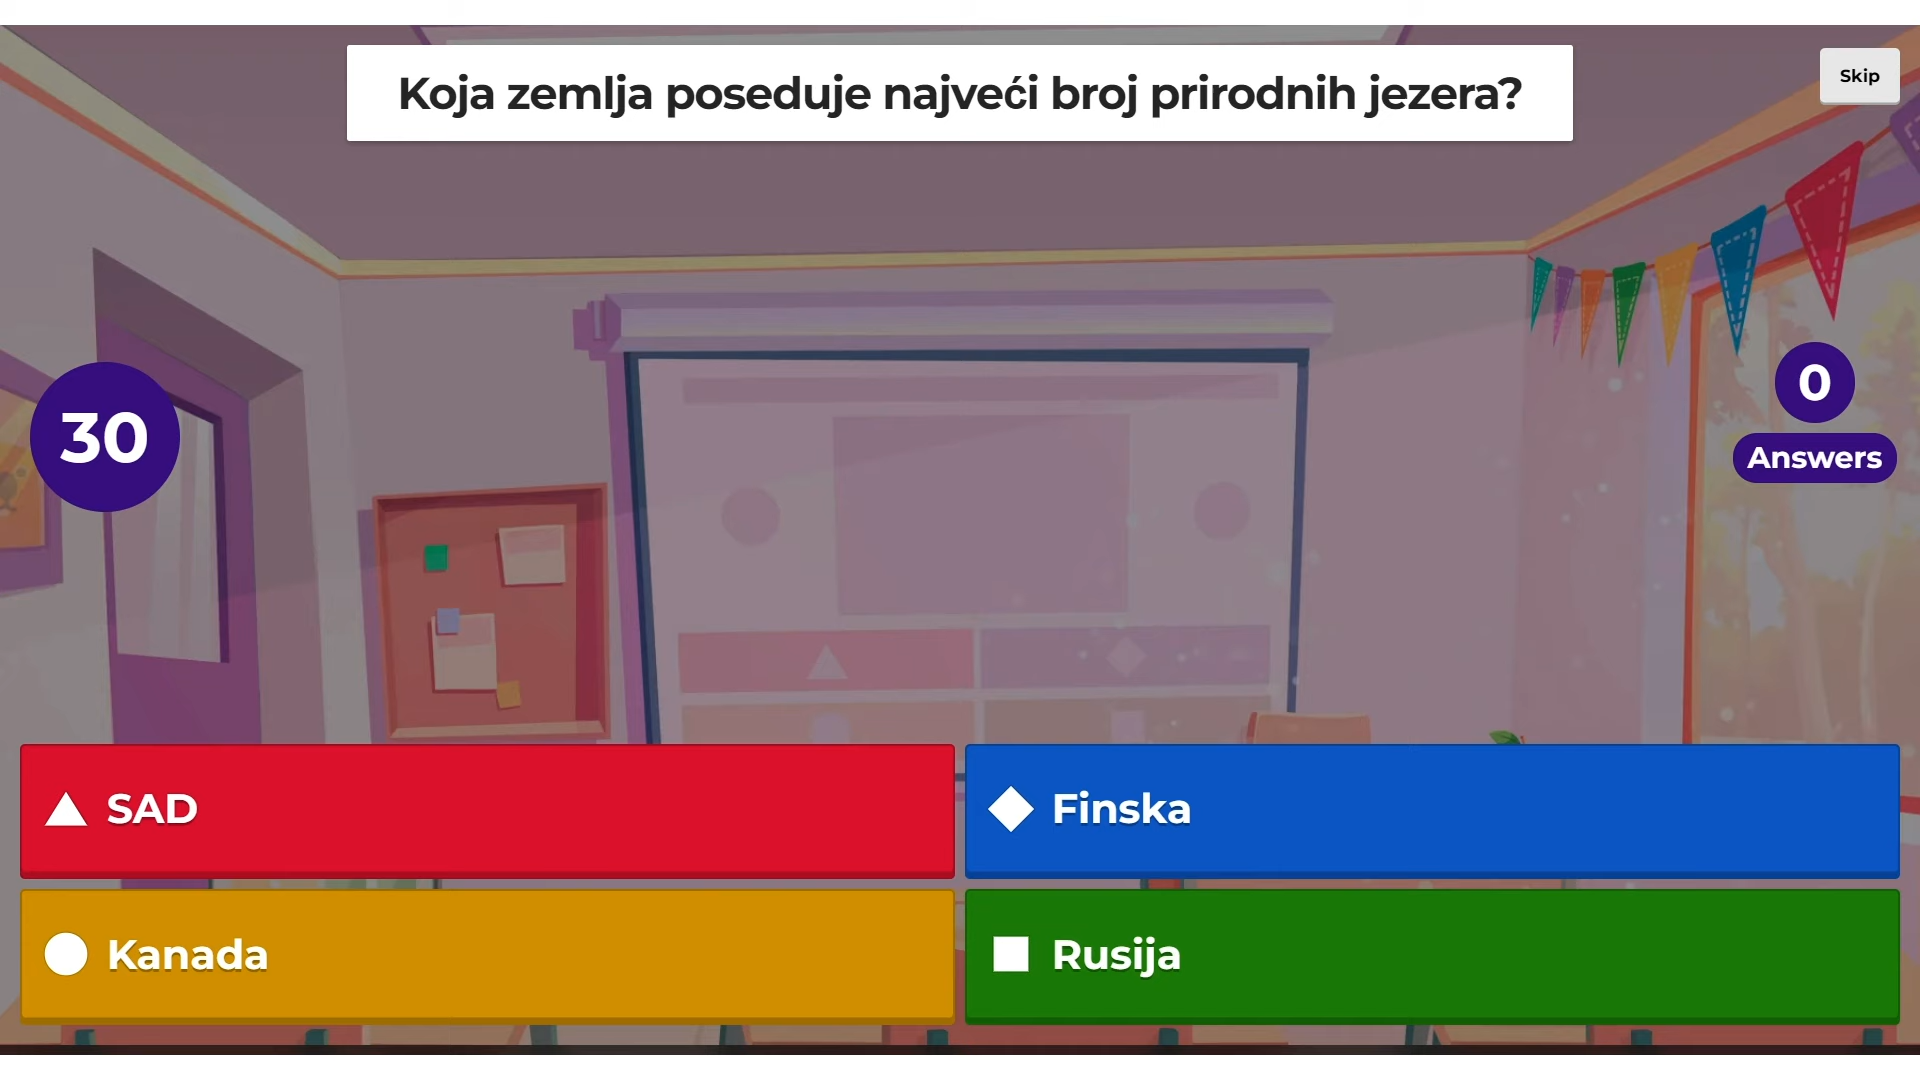 Koja zemlja poseduje najveći broj prirodnih jezera?
Skip
30
0
Answers
SAD
Finska
Kanada
Rusija